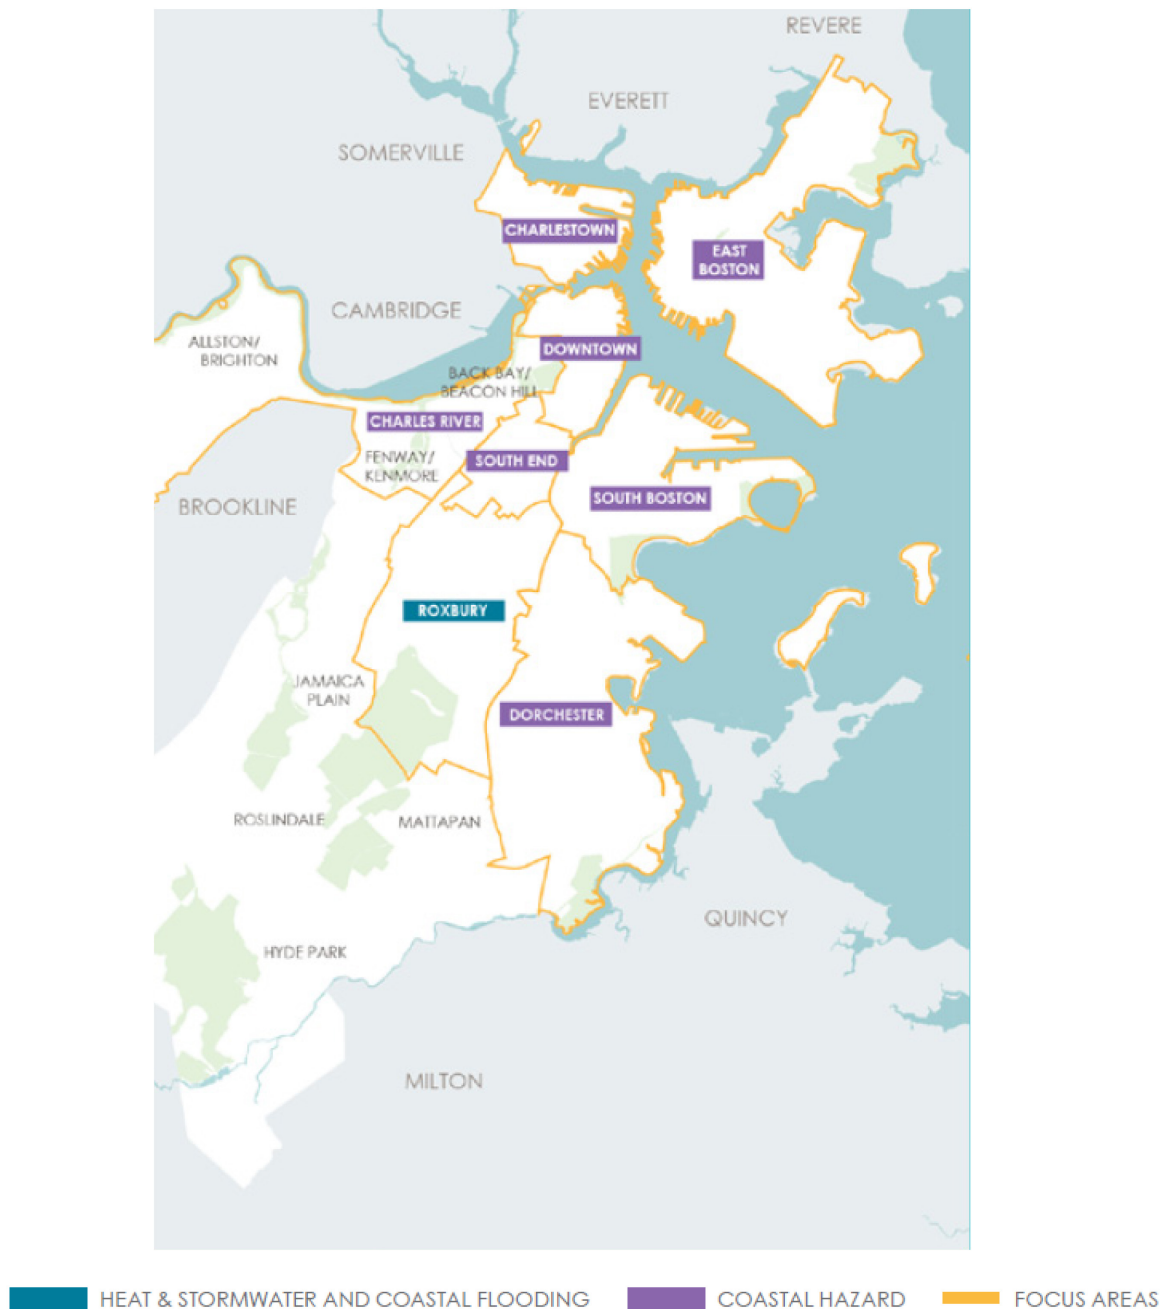 REVERE
EVERETT
SOMERVILLE
CHARLESTOWN
EAST
BOSTON
CAMBRIDGE
ALLSTON/
BRIGHTON
DOWNTOWN
BACK BAY/
BEACON HILL
CHARLES RIVER
FENWAY/
KENMORE
SOUTH END
SOUTH BOSTON
BROOKLINE
ROXBURY
JAMAICA
PLAIN
DORCHESTER
ROSLINDALE
MATTAPAN
QUINCY
HYDE PARK
MILTON
HEAT & STORMWATER AND COASTAL FLOODING
COASTAL HAZARD
FOCUS AREAS